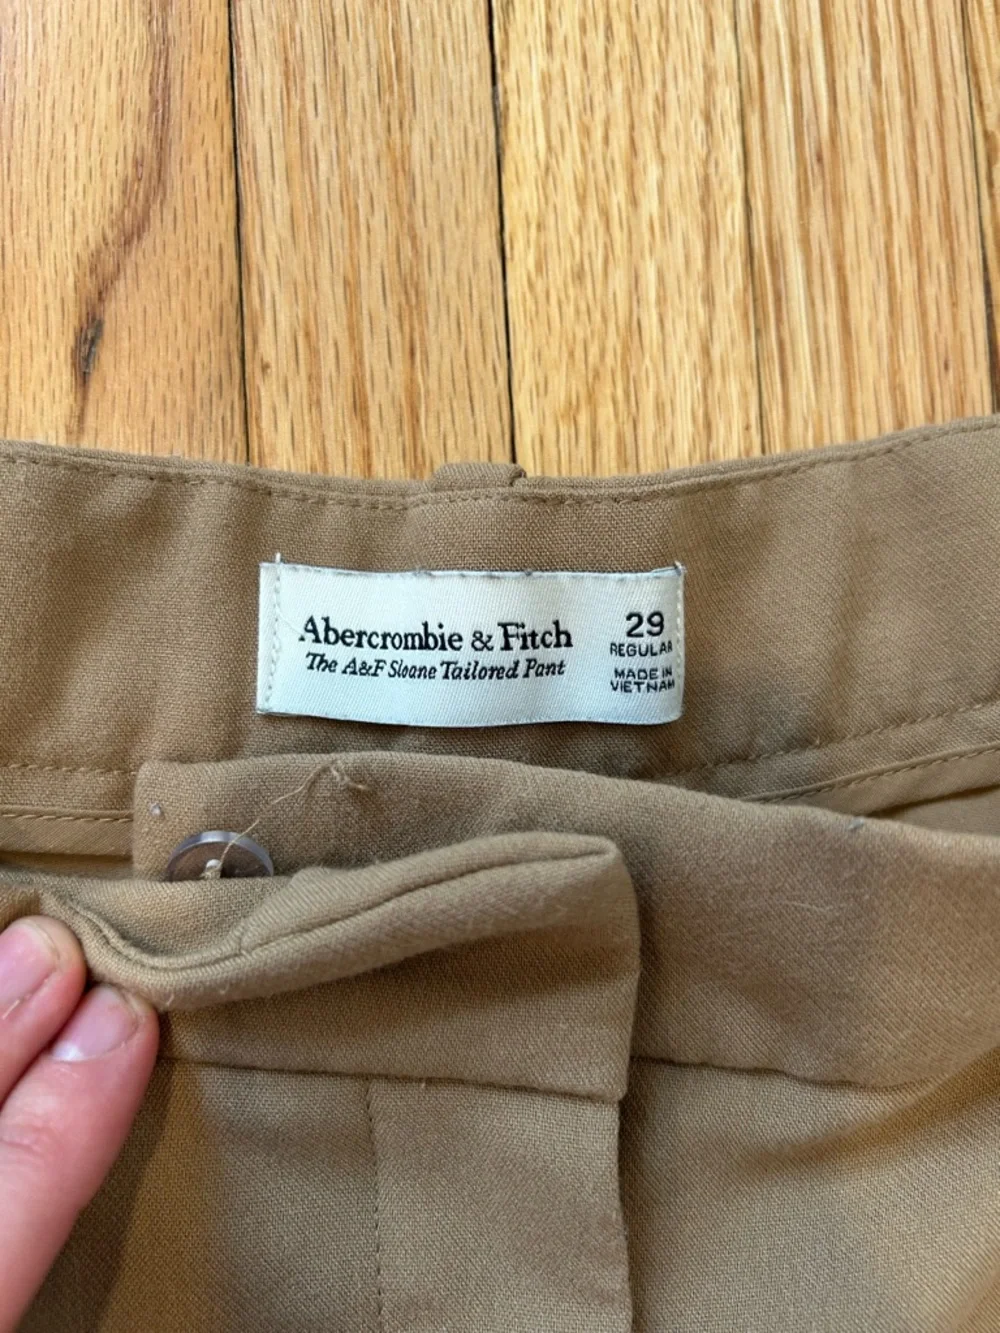 Abercrombie & Fitch
The A&F Sloane Tailored Pant
29
REGULAR
MADE IN
VIETNAM